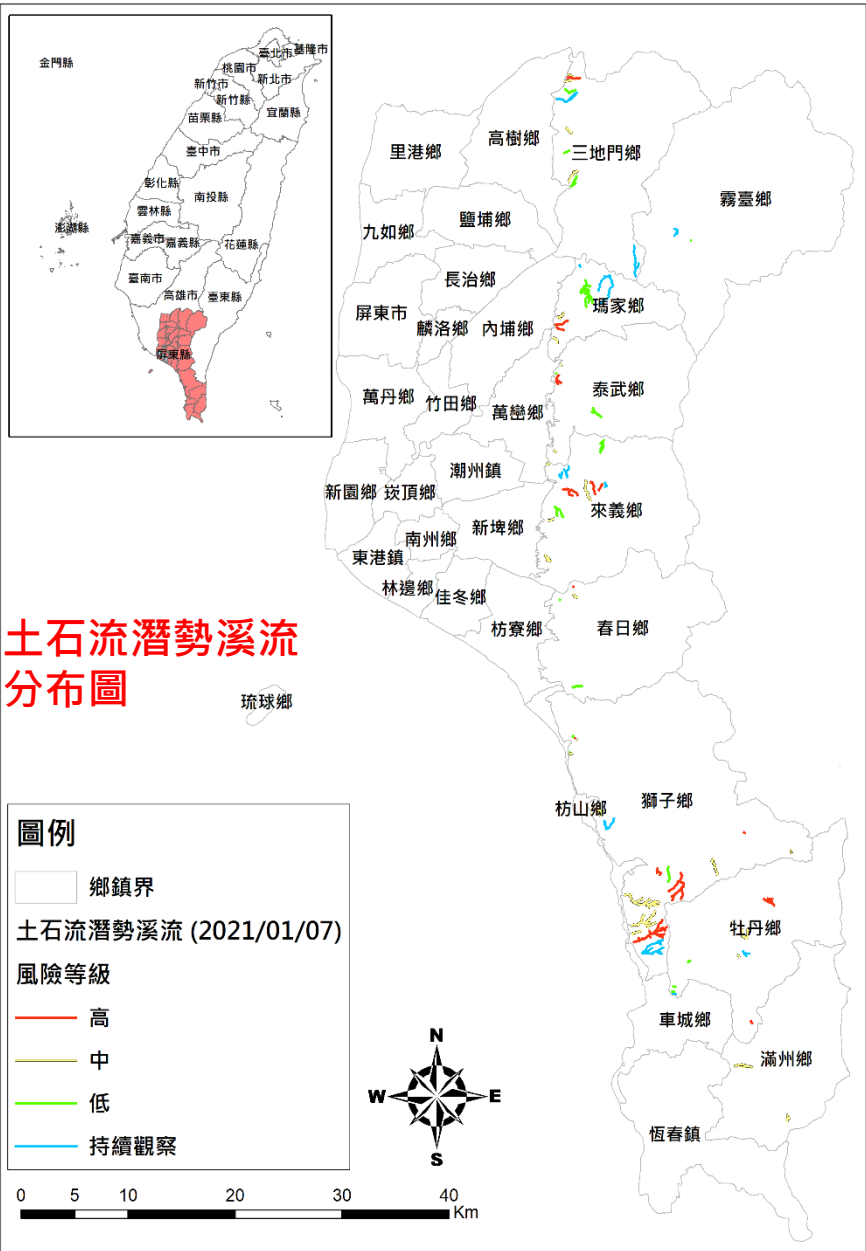 金門縣
臺北市
基隆市
桃園市
新北市
新竹市
新竹縣
宜蘭縣
苗栗縣
臺中市
彰化縣
南投縣
雲林縣
澎湖縣
嘉義市
嘉義縣
花蓮縣
臺南市
高雄市
臺東縣
屏東縣
里港鄉
高樹鄉
三地門鄉
霧臺鄉
九如鄉
鹽埔鄉
長治鄉
屏東市
麟洛鄉
內埔鄉
瑪家鄉
萬丹鄉
竹田鄉
萬巒鄉
泰武鄉
潮州鎮
新園鄉
崁頂鄉
來義鄉
南州鄉
新埤鄉
東港鎮
林邊鄉
佳冬鄉
枋寮鄉
春日鄉
土石流潛勢溪流
分布圖
琉球鄉
枋山鄉
獅子鄉
牡丹鄉
車城鄉
滿州鄉
恆春鎮
圖例
鄉鎮界
土石流潛勢溪流 (2021/01/07)
風險等級
高
中
低
持續觀察
N
W
E
S
0 5 10 20 30 40
Km